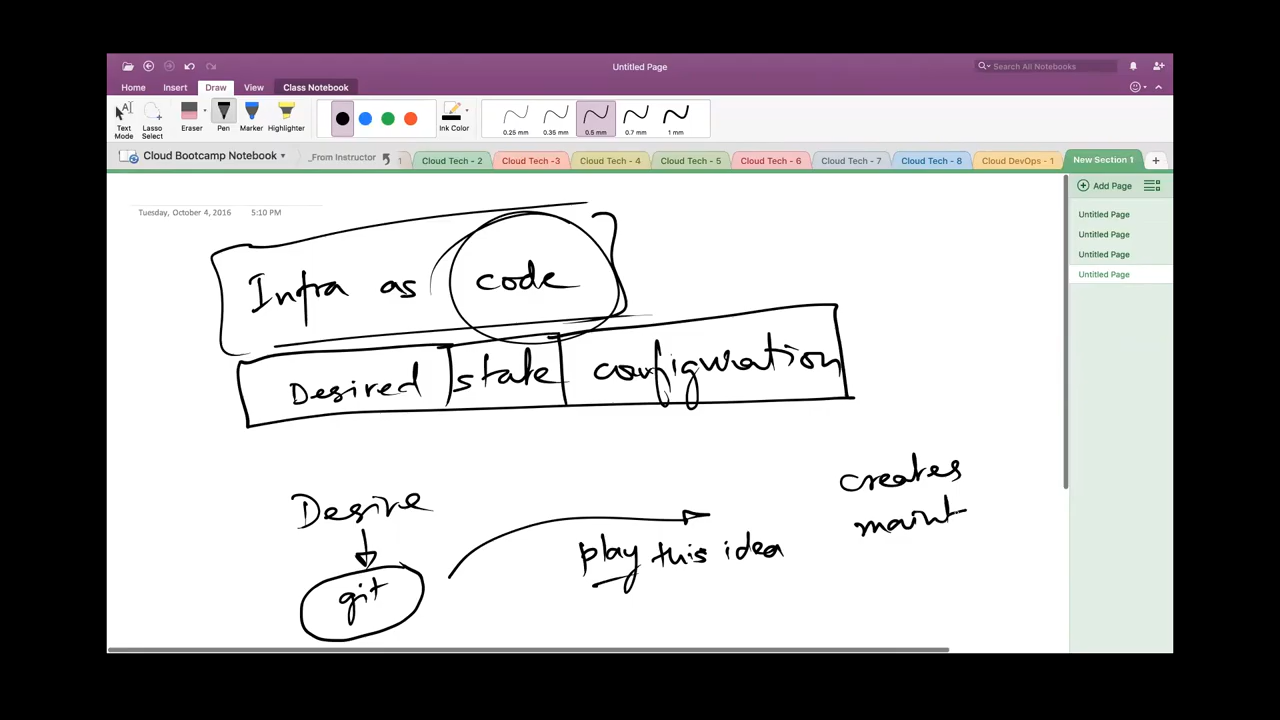 Untitled Page
Search All Notebooks
Home Insert Draw View Class Notebook
Text Mode
Lasso Select
Eraser
Pen
Marker
Highlighter
Ink Color
0.25 mm 0.35 mm 0.5 mm 0.7 mm 1 mm
Cloud Bootcamp Notebook
_From Instructor 1 Cloud Tech - 2 Cloud Tech -3 Cloud Tech - 4 Cloud Tech - 5 Cloud Tech - 6 Cloud Tech - 7 Cloud Tech - 8 Cloud DevOps - 1 New Section 1 +
Add Page
Untitled Page
Untitled Page
Untitled Page
Untitled Page
Tuesday, October 4, 2016 5:10 PM
Infra as code
Desired state configuration
creates
maint
Desire
play this idea
git